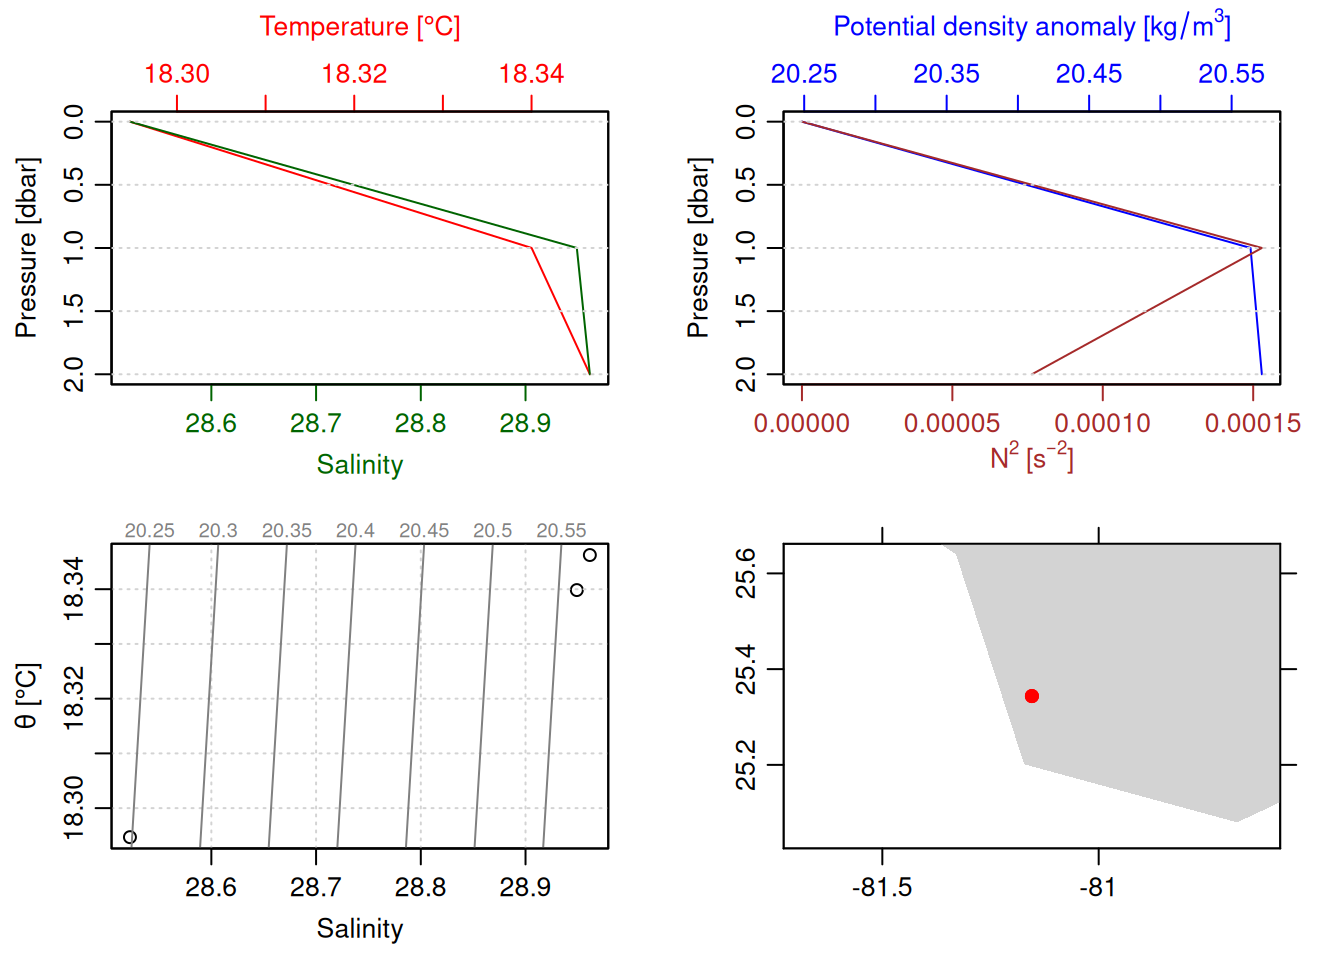 Temperature [°C]
18.30 18.32 18.34
Pressure [dbar]
0.0 0.5 1.0 1.5 2.0
28.6 28.7 28.8 28.9
Salinity
Potential density anomaly [kg/m³]
20.25 20.35 20.45 20.55
Pressure [dbar]
0.0 0.5 1.0 1.5 2.0
0.00000 0.00005 0.00010 0.00015
N² [s⁻²]
20.25 20.3 20.35 20.4 20.45 20.5 20.55
θ [°C]
18.34
18.32
18.30
28.6 28.7 28.8 28.9
Salinity
25.6
25.4
25.2
-81.5 -81